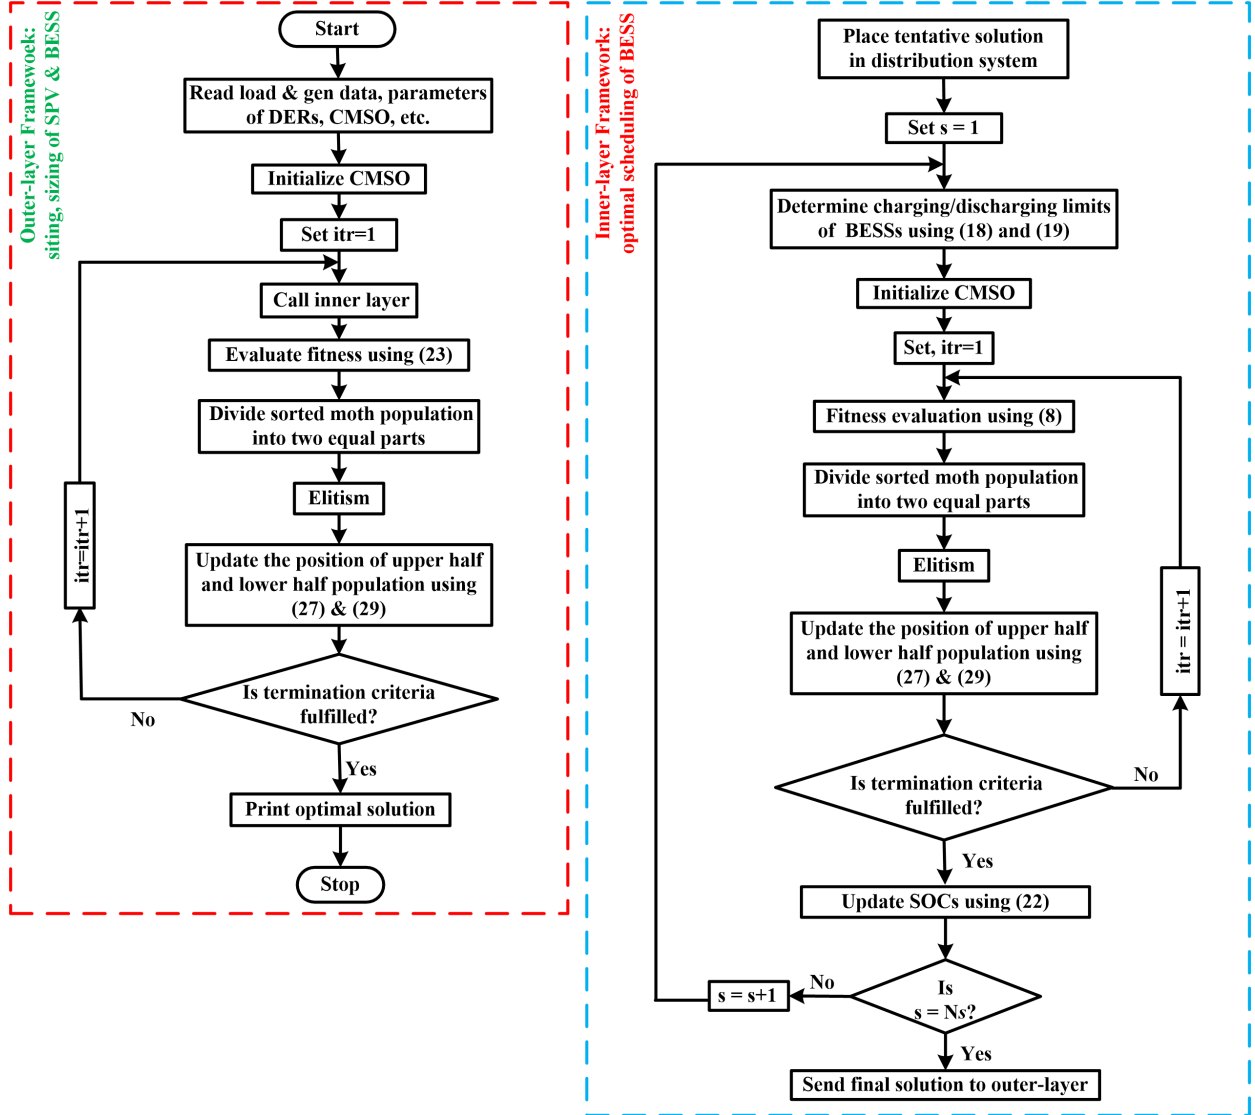 Outer-layer Framewoek:
siting, sizing of SPV & BESS
Start
Read load & gen data, parameters
of DERs, CMSO, etc.
Initialize CMSO
Set itr=1
Call inner layer
Evaluate fitness using (23)
Divide sorted moth population
into two equal parts
Elitism
Update the position of upper half
and lower half population using
(27) & (29)
Is termination criteria
fulfilled?
No
itr=itr+1
Yes
Print optimal solution
Stop
Inner-layer Framework:
optimal scheduling of BESS
Place tentative solution
in distribution system
Set s = 1
Determine charging/discharging limits
of BESSs using (18) and (19)
Initialize CMSO
Set, itr=1
Fitness evaluation using (8)
Divide sorted moth population
into two equal parts
Elitism
Update the position of upper half
and lower half population using
(27) & (29)
Is termination criteria
fulfilled?
No
itr = itr+1
Yes
Update SOCs using (22)
Is
s = Ns?
No
s = s+1
Yes
Send final solution to outer-layer